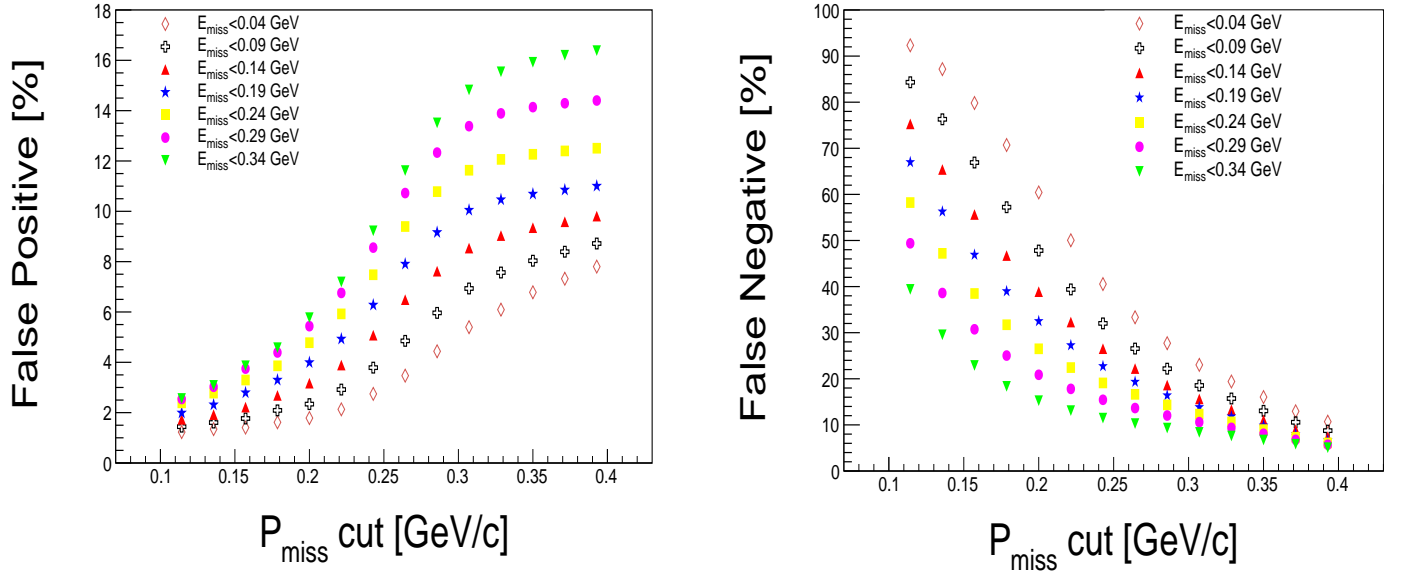 False Positive [%]
18
16
14
12
10
8
6
4
2
0
E_miss<0.04 GeV
E_miss<0.09 GeV
E_miss<0.14 GeV
E_miss<0.19 GeV
E_miss<0.24 GeV
E_miss<0.29 GeV
E_miss<0.34 GeV
0.1 0.15 0.2 0.25 0.3 0.35 0.4
P_miss cut [GeV/c]
False Negative [%]
100
90
80
70
60
50
40
30
20
10
0
E_miss<0.04 GeV
E_miss<0.09 GeV
E_miss<0.14 GeV
E_miss<0.19 GeV
E_miss<0.24 GeV
E_miss<0.29 GeV
E_miss<0.34 GeV
0.1 0.15 0.2 0.25 0.3 0.35 0.4
P_miss cut [GeV/c]